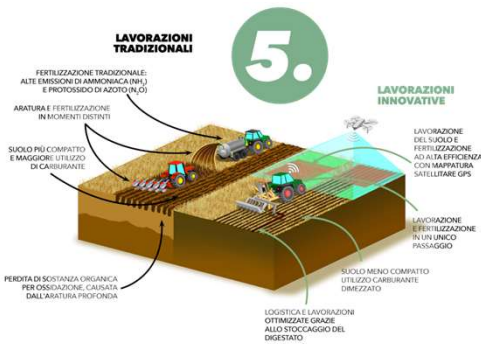 LAVORAZIONI
TRADIZIONALI
5.
FERTILIZZAZIONE TRADIZIONALE:
ALTE EMISSIONI DI AMMONIACA (NH₃)
E PROTOSSIDO DI AZOTO (N₂O)
ARATURA E FERTILIZZAZIONE
IN MOMENTI DISTINTI
SUOLO PIÙ COMPATTO
E MAGGIORE UTILIZZO
DI CARBURANTE
PERDITA DI SOSTANZA ORGANICA
PER OSSIDAZIONE, CAUSATA
DALL'ARATURA PROFONDA
LAVORAZIONI
INNOVATIVE
LAVORAZIONE
DEL SUOLO E
FERTILIZZAZIONE
AD ALTA EFFICIENZA
CON MAPPATURA
SATELLITARE GPS
LAVORAZIONE
E FERTILIZZAZIONE
IN UN UNICO
PASSAGGIO
SUOLO MENO COMPATTO
UTILIZZO CARBURANTE
DIMEZZATO
LOGISTICA E LAVORAZIONI
OTTIMIZZATE GRAZIE
ALLO STOCCAGGIO DEL
DIGESTATO